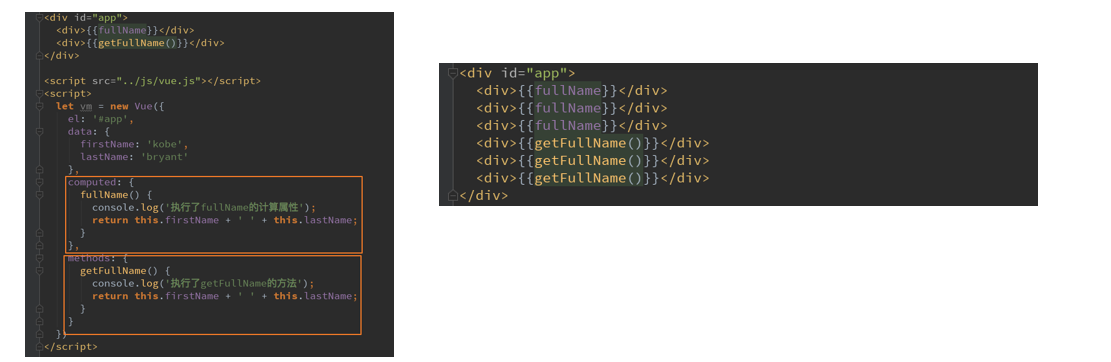 <div id="app">
  <div>{{fullName}}</div>
  <div>{{getFullName()}}</div>
</div>

<script src="../js/vue.js"></script>
<script>
  let vm = new Vue({
    el: '#app',
    data: {
      firstName: 'kobe',
      lastName: 'bryant'
    },
    computed: {
      fullName() {
        console.log('执行了fullName的计算属性');
        return this.firstName + ' ' + this.lastName;
      }
    },
    methods: {
      getFullName() {
        console.log('执行了getFullName的方法');
        return this.firstName + ' ' + this.lastName;
      }
    }
  })
</script>
<div id="app">
  <div>{{fullName}}</div>
  <div>{{fullName}}</div>
  <div>{{fullName}}</div>
  <div>{{getFullName()}}</div>
  <div>{{getFullName()}}</div>
  <div>{{getFullName()}}</div>
</div>